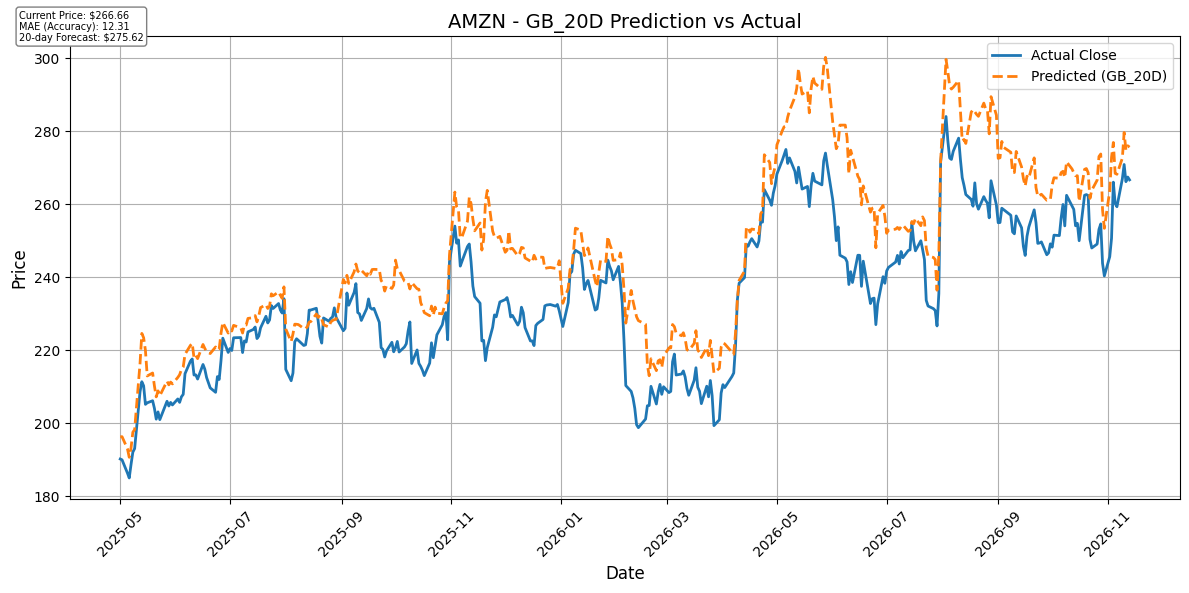 AMZN - GB_20D Prediction vs Actual
Current Price: $266.66
MAE (Accuracy): 12.31
20-day Forecast: $275.62
Actual Close
Predicted (GB_20D)
Price
300
280
260
240
220
200
180
2025-05
2025-07
2025-09
2025-11
2026-01
2026-03
2026-05
2026-07
2026-09
2026-11
Date